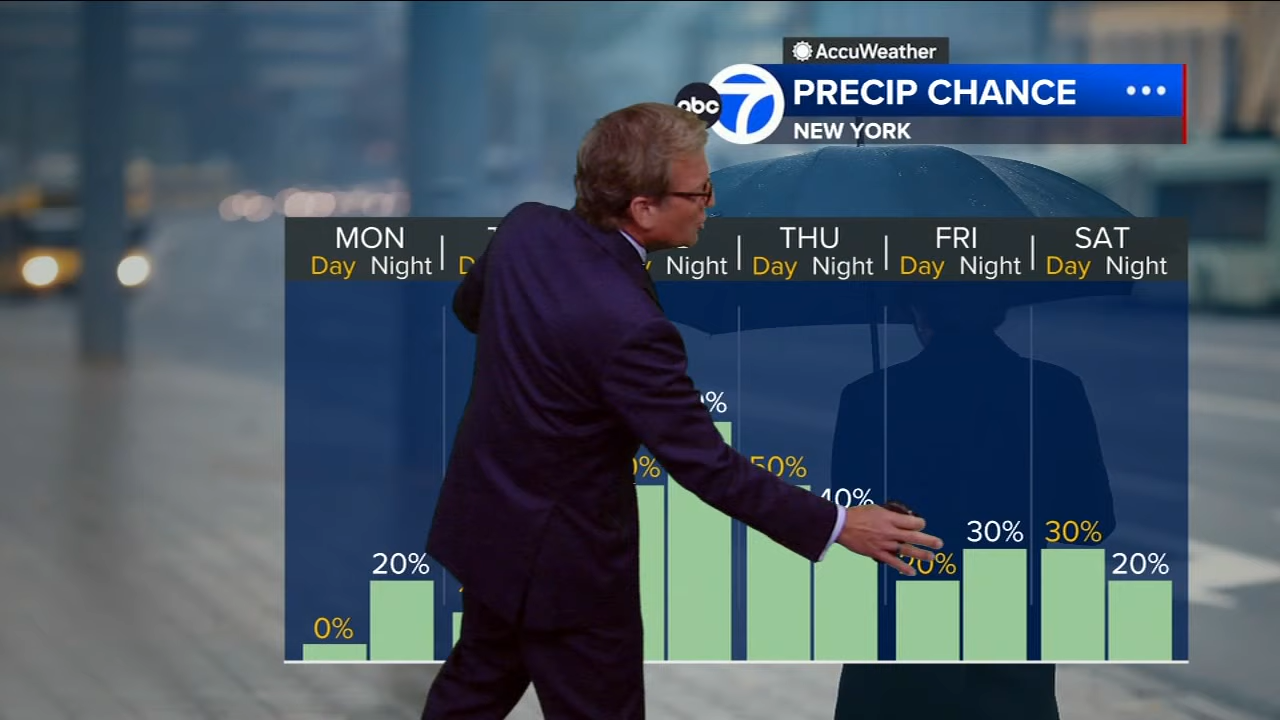 AccuWeather
abc 7 PRECIP CHANCE
NEW YORK
MON THU FRI SAT
Day Night Night Day Night Day Night Day Night
0% 20% 50% 40% 20% 30% 30% 20%